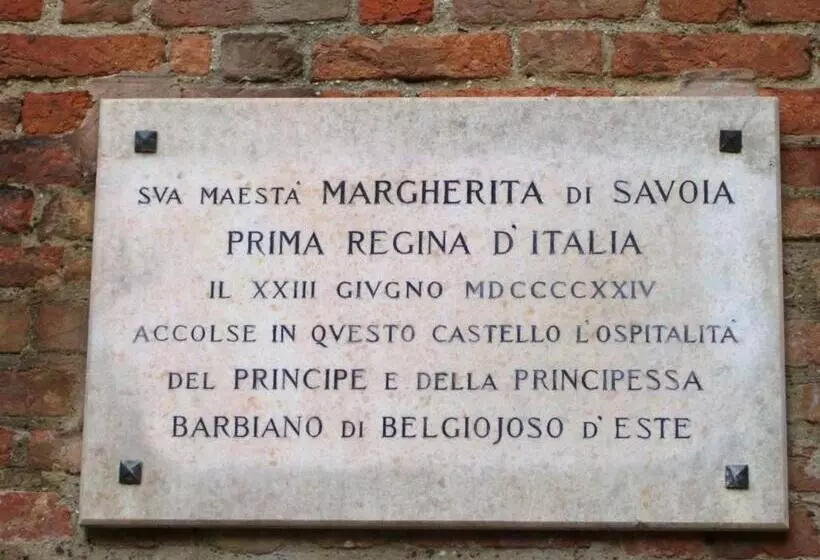 SVA MAESTA' MARGHERITA DI SAVOIA
PRIMA REGINA D'ITALIA
IL XXIII GIVGNO MDCCCCXXIV
ACCOLSE IN QVESTO CASTELLO L'OSPITALITA'
DEL PRINCIPE E DELLA PRINCIPESSA
BARBIANO DI BELGIOJOSO D'ESTE